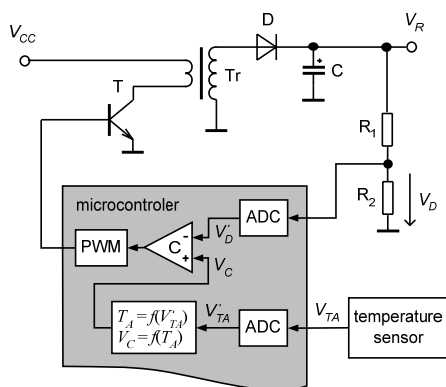 V_CC
T
Tr
D
+
C
V_R
R_1
R_2
V_D
microcontroler
PWM
C
-
+
V'_D
ADC
V_C
T_A = f(V'_TA)
V_C = f(T_A)
V'_TA
ADC
V_TA
temperature
sensor